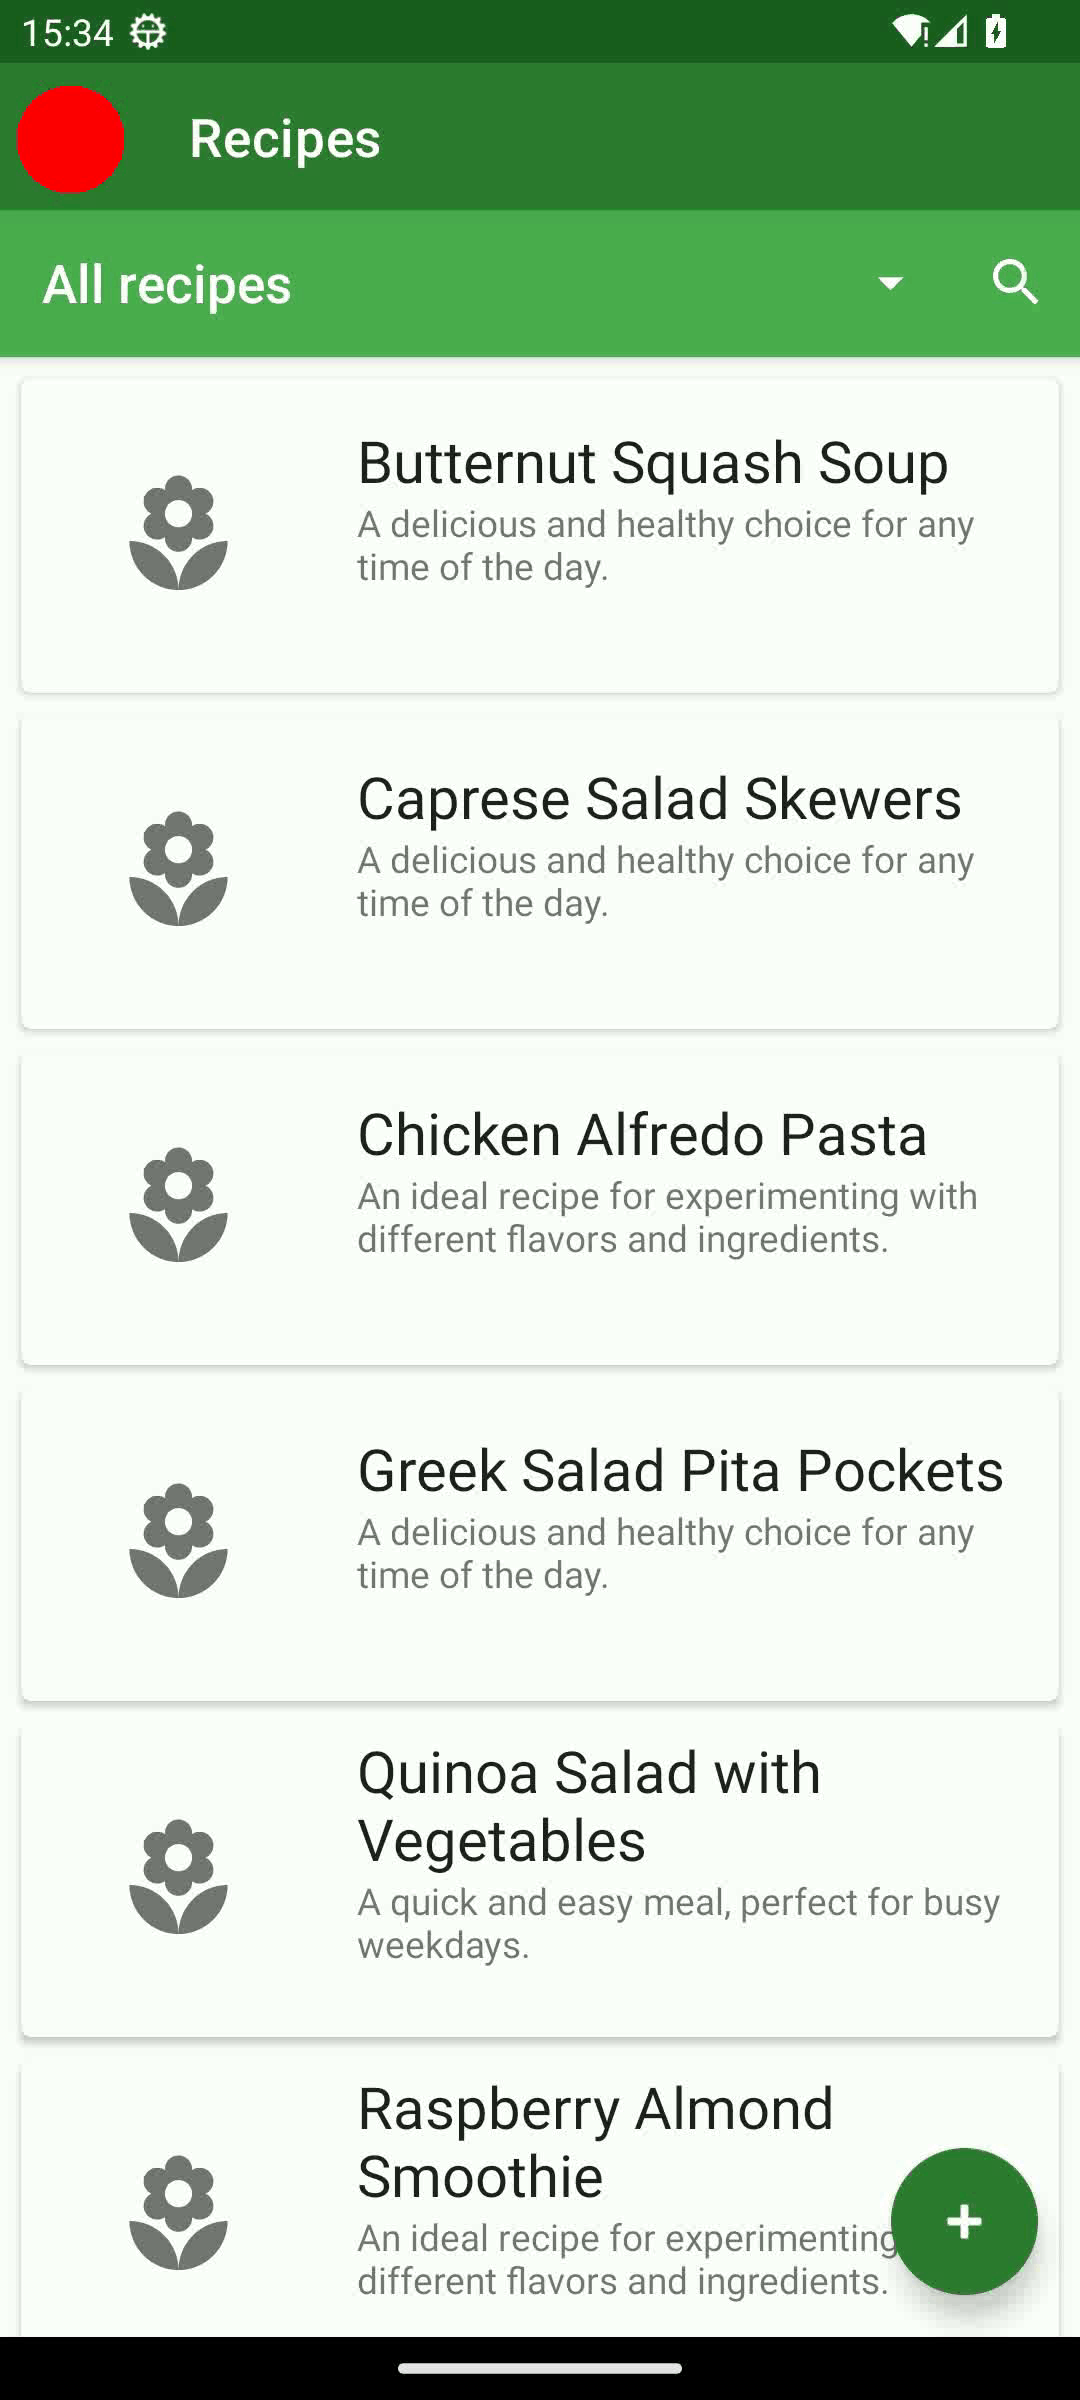 15:34
Recipes
All recipes
Butternut Squash Soup
A delicious and healthy choice for any
time of the day.
Caprese Salad Skewers
A delicious and healthy choice for any
time of the day.
Chicken Alfredo Pasta
An ideal recipe for experimenting with
different flavors and ingredients.
Greek Salad Pita Pockets
A delicious and healthy choice for any
time of the day.
Quinoa Salad with
Vegetables
A quick and easy meal, perfect for busy
weekdays.
Raspberry Almond
Smoothie
An ideal recipe for experimenting
different flavors and ingredients.